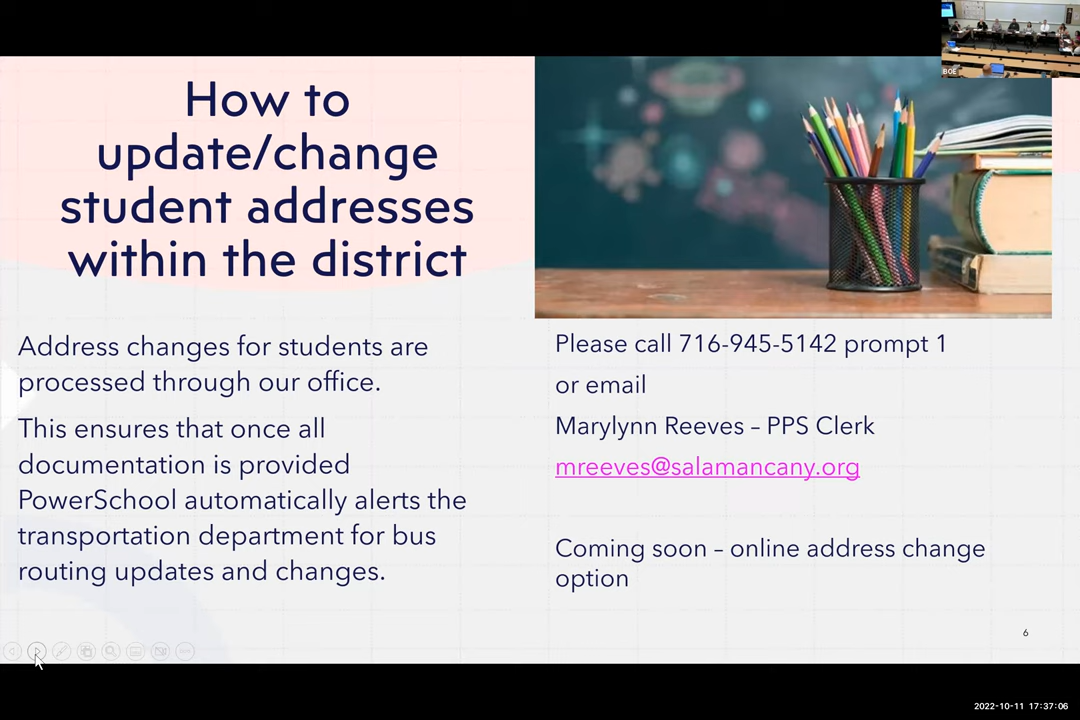 BOE
How to
update/change
student addresses
within the district
Address changes for students are
processed through our office.
This ensures that once all
documentation is provided
PowerSchool automatically alerts the
transportation department for bus
routing updates and changes.
Please call 716-945-5142 prompt 1
or email
Marylynn Reeves – PPS Clerk
mreeves@salamancany.org
Coming soon – online address change
option
6
2022-10-11 17:37:06